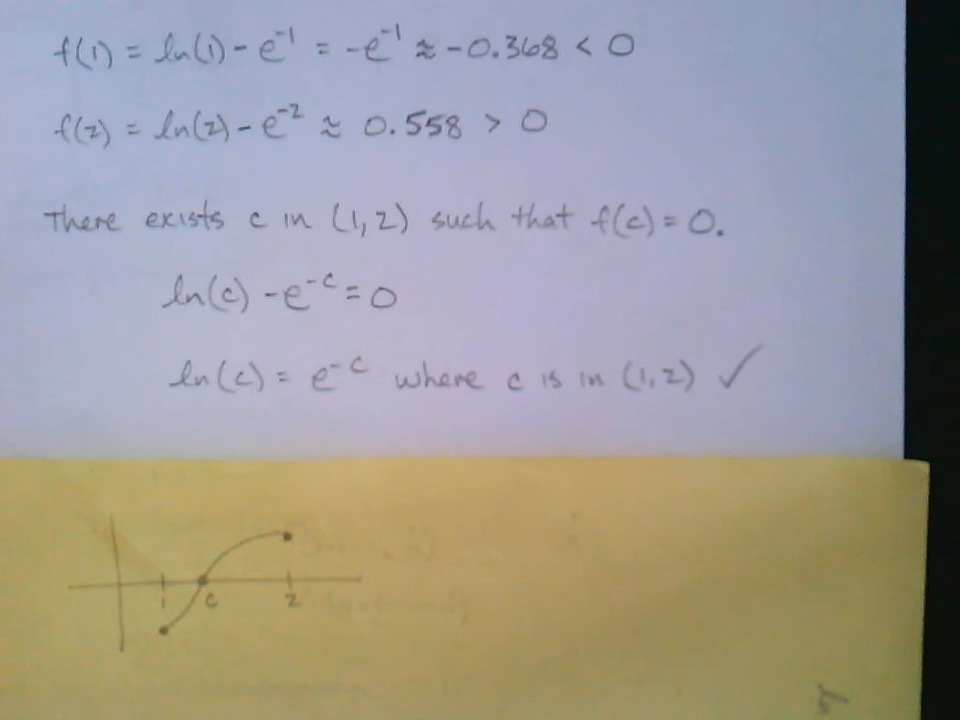 f(1) = ln(1) - e⁻¹ = -e⁻¹ ≈ -0.368 < 0
f(2) = ln(2) - e⁻² ≈ 0.558 > 0
There exists c in (1,2) such that f(c) = 0.
ln(c) - e⁻ᶜ = 0
ln(c) = e⁻ᶜ where c is in (1,2) ✓
1 c 2